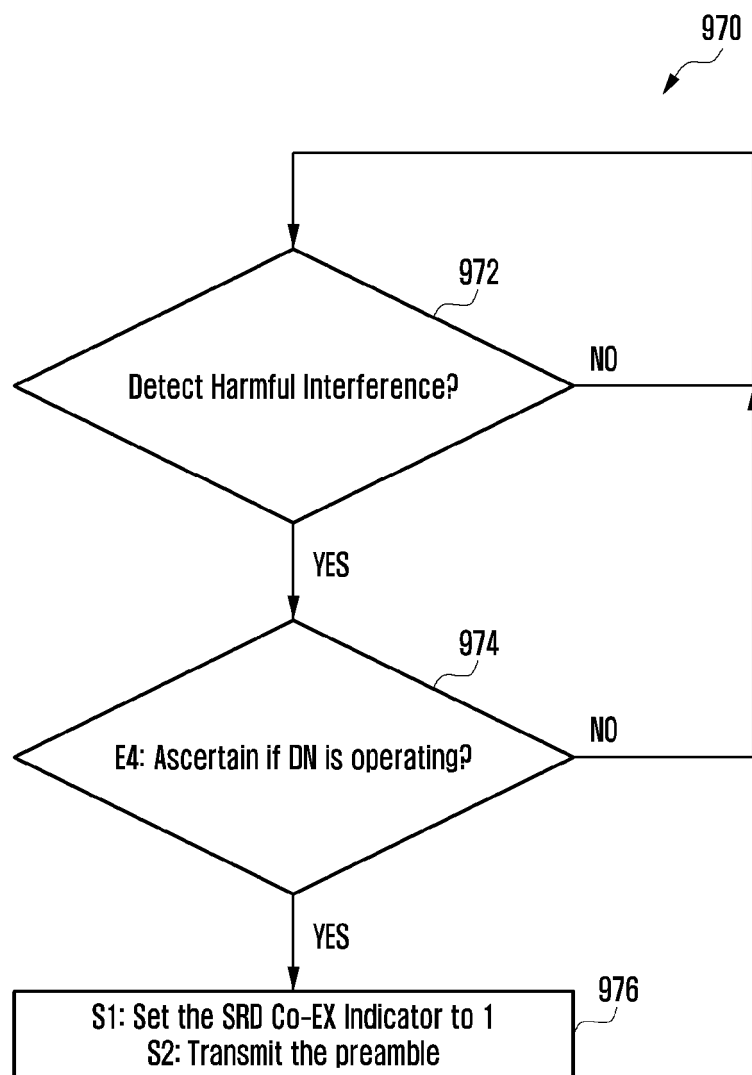 970
972
Detect Harmful Interference?
NO
YES
974
E4: Ascertain if DN is operating?
NO
YES
976
S1: Set the SRD Co-EX Indicator to 1
S2: Transmit the preamble